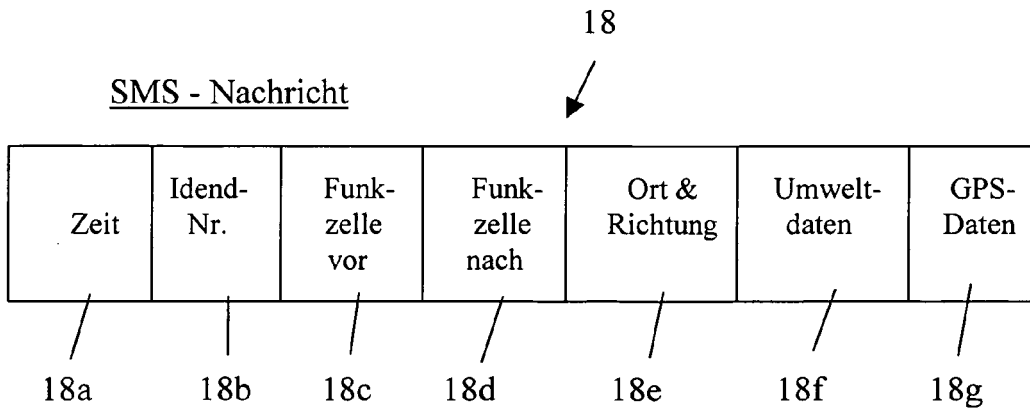 18
SMS - Nachricht
Zeit
Idend-
Nr.
Funk-
zelle
vor
Funk-
zelle
nach
Ort &
Richtung
Umwelt-
daten
GPS-
Daten
18a
18b
18c
18d
18e
18f
18g